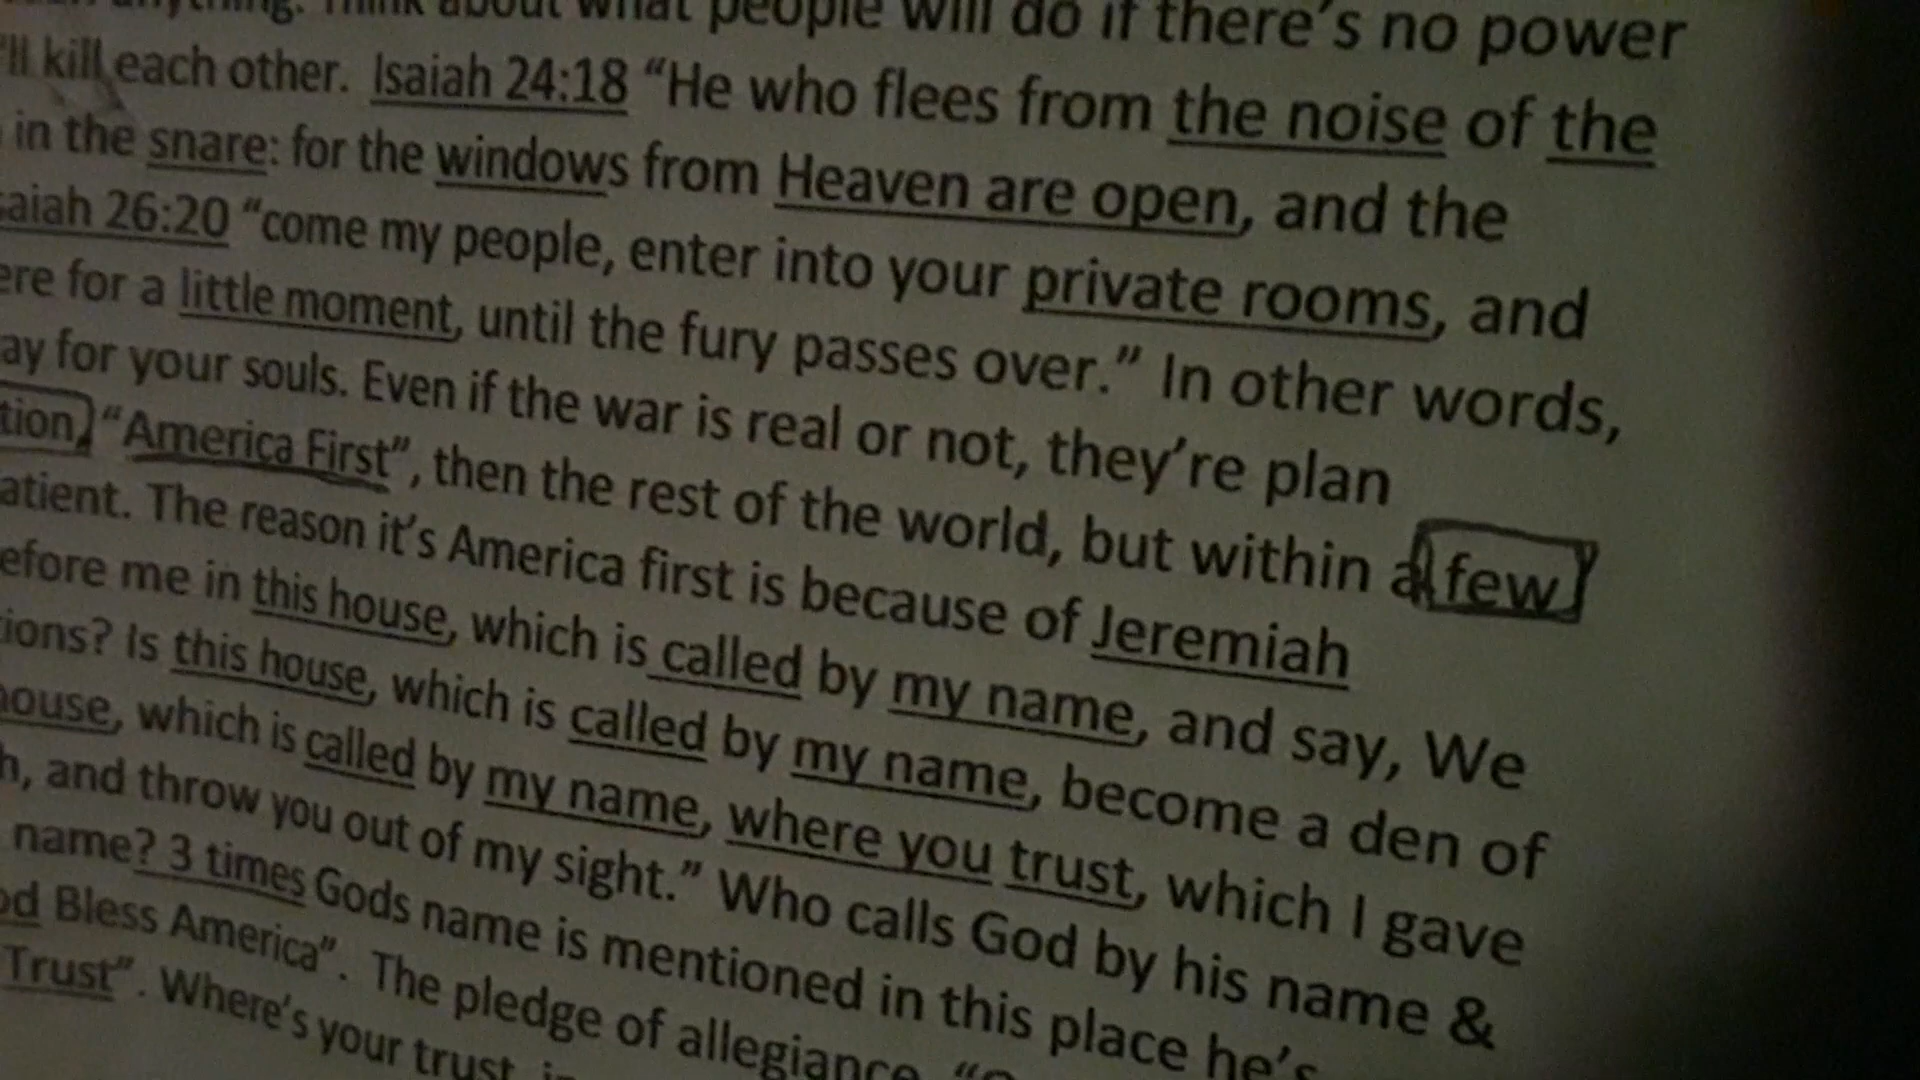 anything. Think about what people will do if there's no power
'll kill each other. Isaiah 24:18 “He who flees from the noise of the
in the snare: for the windows from Heaven are open, and the
saiah 26:20 “come my people, enter into your private rooms, and
ere for a little moment, until the fury passes over.” In other words,
ay for your souls. Even if the war is real or not, they're plan
tion, “America First”, then the rest of the world, but within a few
atient. The reason it's America first is because of Jeremiah
efore me in this house, which is called by my name, and say, We
tions? Is this house, which is called by my name, become a den of
house, which is called by my name, where you trust, which I gave
h, and throw you out of my sight.” Who calls God by his name &
name? 3 times Gods name is mentioned in this place he's
od Bless America”. The pledge of allegiance, “O
Trust”. Where's your trust, in